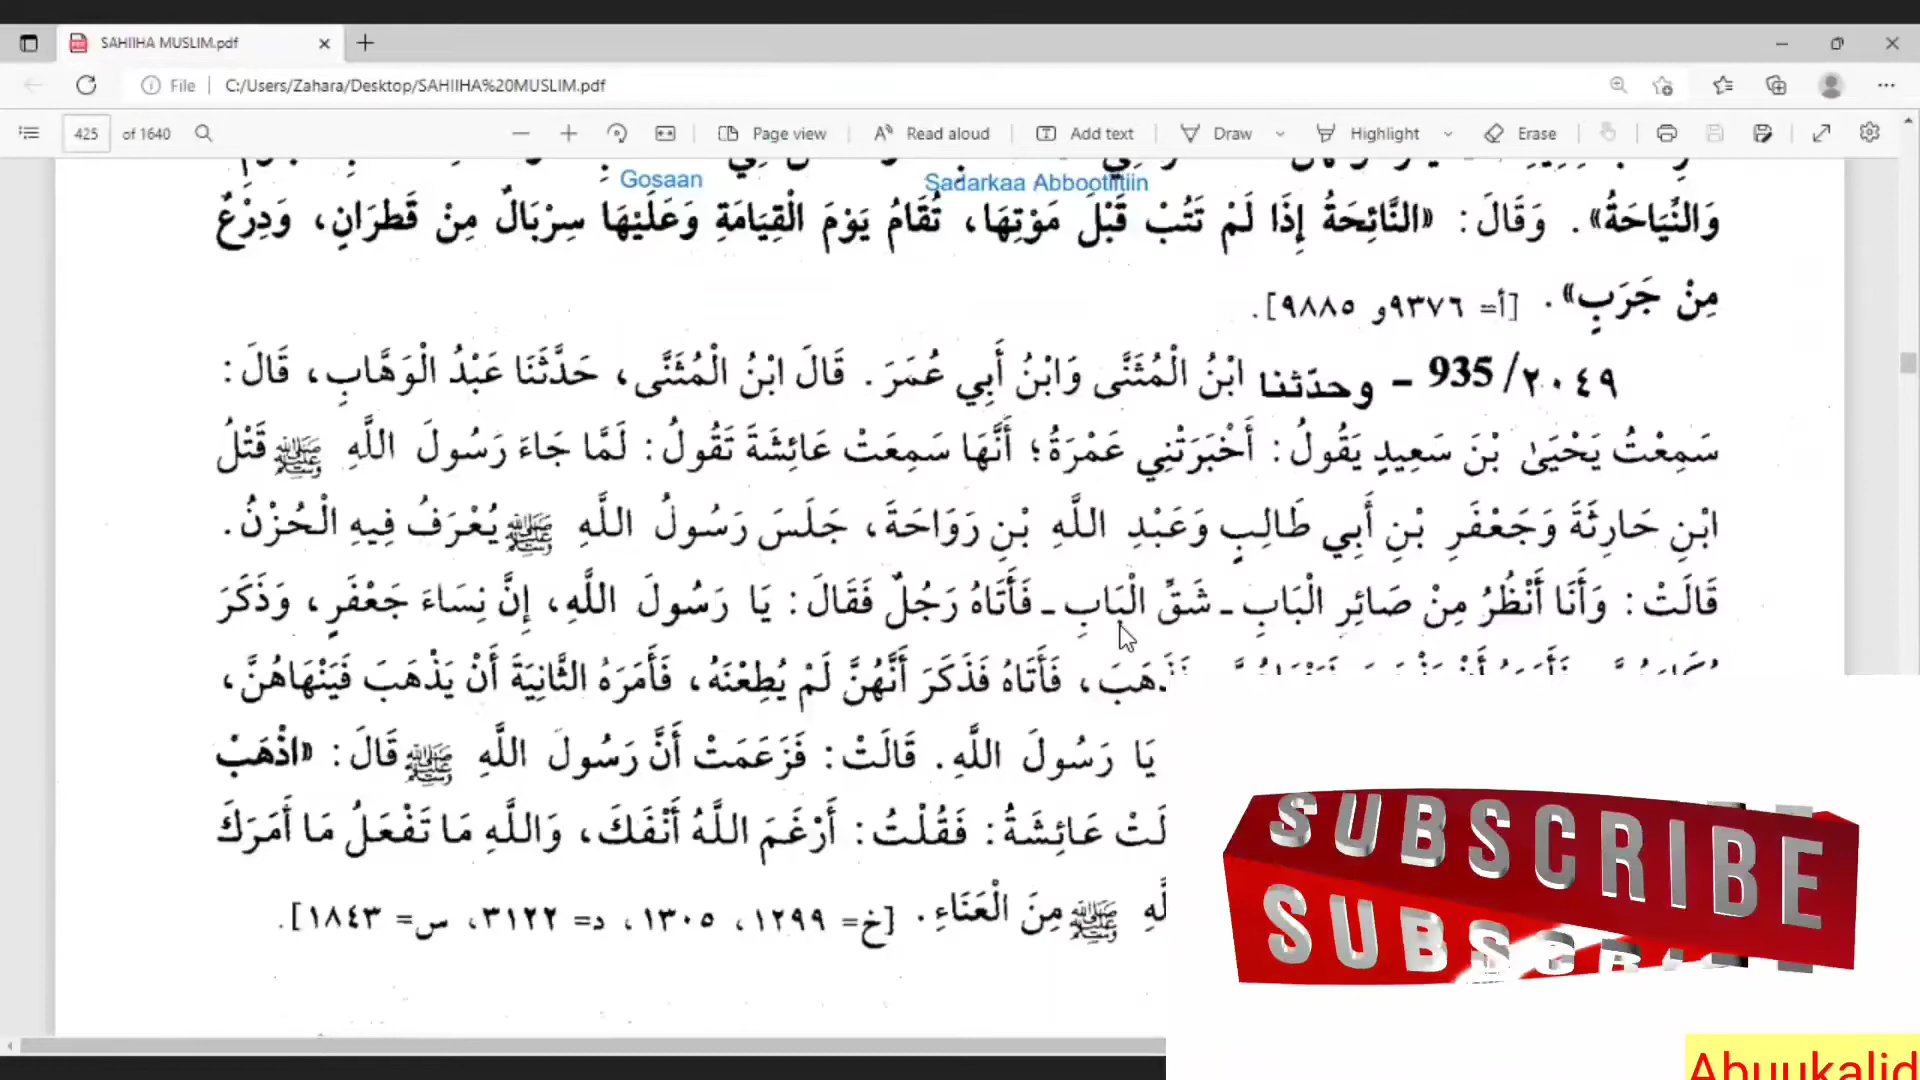 SAHIIHA MUSLIM.pdf
File
C:/Users/Zahara/Desktop/SAHIIHA%20MUSLIM.pdf
425 of 1640
Page view
Read aloud
Add text
Draw
Highlight
Erase
Gosaan
Sadarkaa Abbootiitiin
وَالنِّيَاحَةُ». وَقَالَ: «النَّائِحَةُ إِذَا لَمْ تَتُبْ قَبْلَ مَوْتِهَا، تُقَامُ يَوْمَ الْقِيَامَةِ وَعَلَيْهَا سِرْبَالٌ مِنْ قَطِرَانٍ، وَدِرْعٌ
مِنْ جَرَبٍ». [أ= ٩٣٧٦و ٩٨٨٥].
٢٠٤٩/935 - وحدّثنا ابْنُ الْمُثَنَّى وَابْنُ أَبِي عُمَرَ. قَالَ ابْنُ الْمُثَنَّى، حَدَّثَنَا عَبْدُ الْوَهَّابِ، قَالَ:
سَمِعْتُ يَحْيَىٰ بْنَ سَعِيدٍ يَقُولُ: أَخْبَرَتْنِي عَمْرَةُ؛ أَنَّهَا سَمِعَتْ عَائِشَةَ تَقُولُ: لَمَّا جَاءَ رَسُولَ اللَّهِ ﷺ قَتْلُ
ابْنِ حَارِثَةَ وَجَعْفَرِ بْنِ أَبِي طَالِبٍ وَعَبْدِ اللَّهِ بْنِ رَوَاحَةَ، جَلَسَ رَسُولُ اللَّهِ ﷺ يُعْرَفُ فِيهِ الْحُزْنُ.
قَالَتْ: وَأَنَا أَنْظُرُ مِنْ صَائِرِ الْبَابِ ـ شَقِّ الْبَابِ ـ فَأَتَاهُ رَجُلٌ فَقَالَ: يَا رَسُولَ اللَّهِ، إِنَّ نِسَاءَ جَعْفَرٍ، وَذَكَرَ
فَذَهَبَ، فَأَتَاهُ فَذَكَرَ أَنَّهُنَّ لَمْ يُطِعْنَهُ، فَأَمَرَهُ الثَّانِيَةَ أَنْ يَذْهَبَ فَيَنْهَاهُنَّ،
يَا رَسُولَ اللَّهِ. قَالَتْ: فَزَعَمَتْ أَنَّ رَسُولَ اللَّهِ ﷺ قَالَ: «اذْهَبْ
عَائِشَةُ: فَقُلْتُ: أَرْغَمَ اللَّهُ أَنْفَكَ، وَاللَّهِ مَا تَفْعَلُ مَا أَمَرَكَ
ﷺ مِنَ الْعَنَاءِ. [خ= ١٢٩٩، ١٣٠٥، د= ٣١٢٢، س= ١٨٤٣].
SUBSCRIBE
Abuukalid